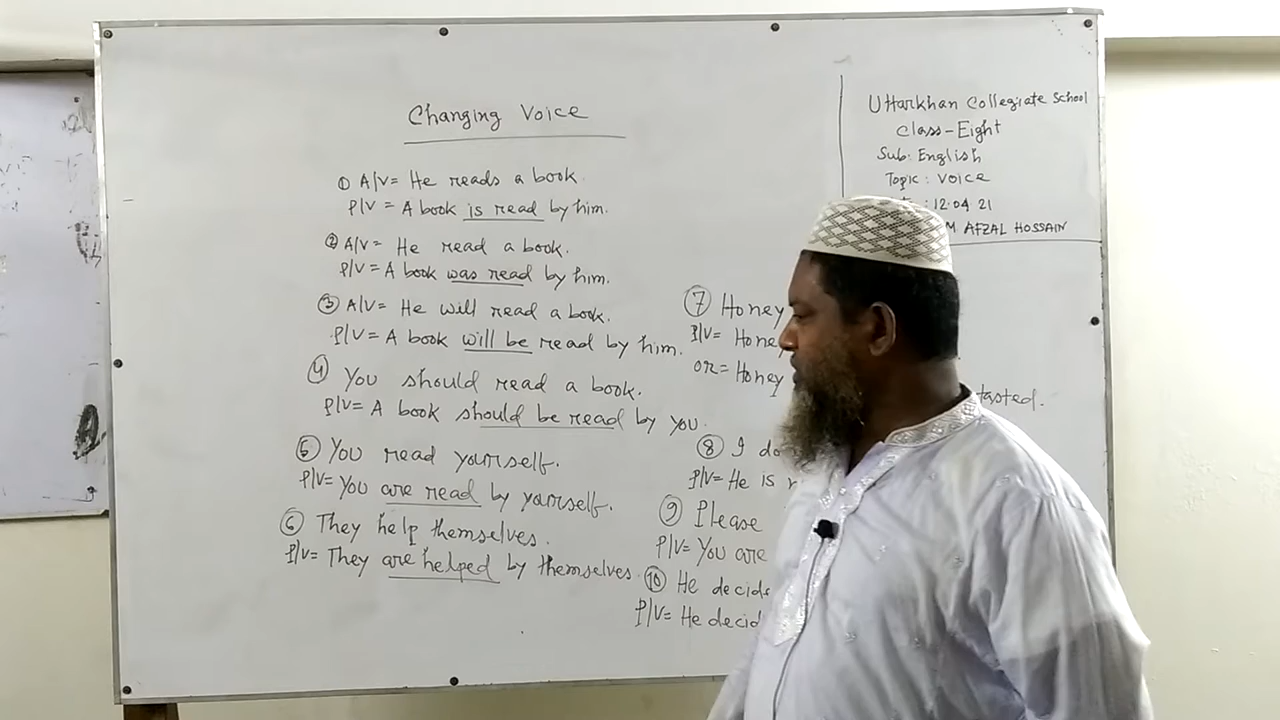 Changing Voice
① A/V = He reads a book.
P/V = A book is read by him.
② A/V = He read a book.
P/V = A book was read by him.
③ A/V = He will read a book.
P/V = A book will be read by him.
④ You should read a book.
P/V = A book should be read by you.
⑤ You read yourself.
P/V = You are read by yourself.
⑥ They help themselves.
P/V = They are helped by themselves.
⑦ Honey
P/V = Honey
OR = Honey
tasted.
⑧ I do
P/V = He is
⑨ Please
P/V = You are
⑩ He decid
P/V = He decid
Uttarkhan Collegiate School
Class-Eight
Sub: English
Topic: Voice
: 12.04.21
M AFZAL HOSSAIN